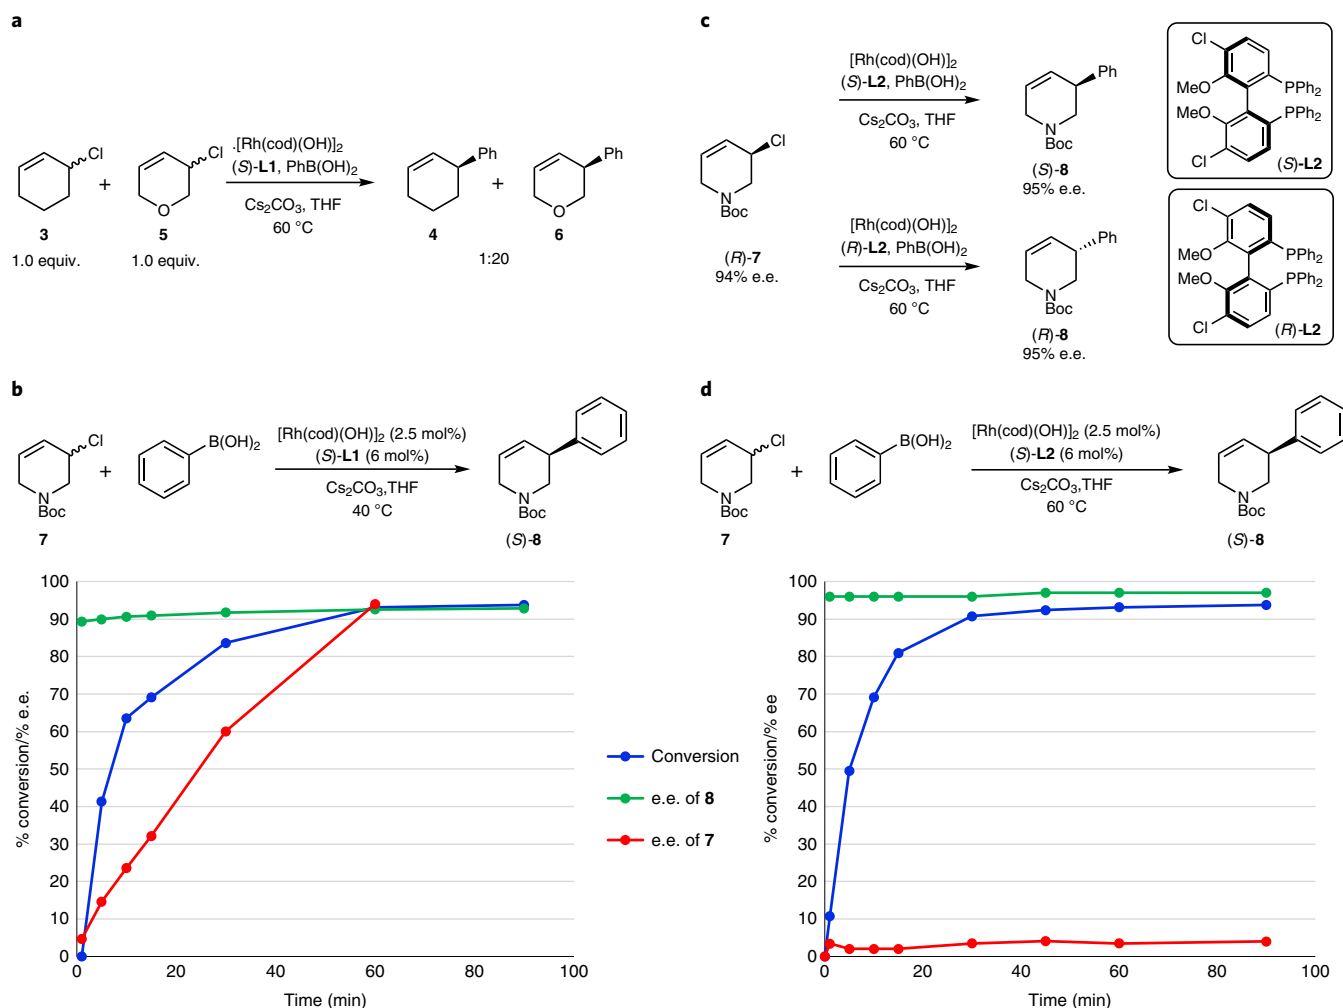 a
Cl
3
1.0 equiv.
+
Cl
O
5
1.0 equiv.
.[Rh(cod)(OH)]2
(S)-L1, PhB(OH)2
Cs2CO3, THF
60 °C
Ph
4
+
Ph
O
6
1:20
c
Cl
N
Boc
(R)-7
94% e.e.
[Rh(cod)(OH)]2
(S)-L2, PhB(OH)2
Cs2CO3, THF
60 °C
Ph
N
Boc
(S)-8
95% e.e.
[Rh(cod)(OH)]2
(R)-L2, PhB(OH)2
Cs2CO3, THF
60 °C
Ph
N
Boc
(R)-8
95% e.e.
Cl
MeO
PPh2
MeO
PPh2
Cl
(S)-L2
Cl
MeO
PPh2
MeO
PPh2
Cl
(R)-L2
b
Cl
N
Boc
7
+
B(OH)2
[Rh(cod)(OH)]2 (2.5 mol%)
(S)-L1 (6 mol%)
Cs2CO3,THF
40 °C
N
Boc
(S)-8
% conversion/% e.e.
100
90
80
70
60
50
40
30
20
10
0
0 20 40 60 80 100
Time (min)
Conversion
e.e. of 8
e.e. of 7
d
Cl
N
Boc
7
+
B(OH)2
[Rh(cod)(OH)]2 (2.5 mol%)
(S)-L2 (6 mol%)
Cs2CO3,THF
60 °C
N
Boc
(S)-8
% conversion/% ee
100
90
80
70
60
50
40
30
20
10
0
0 20 40 60 80 100
Time (min)